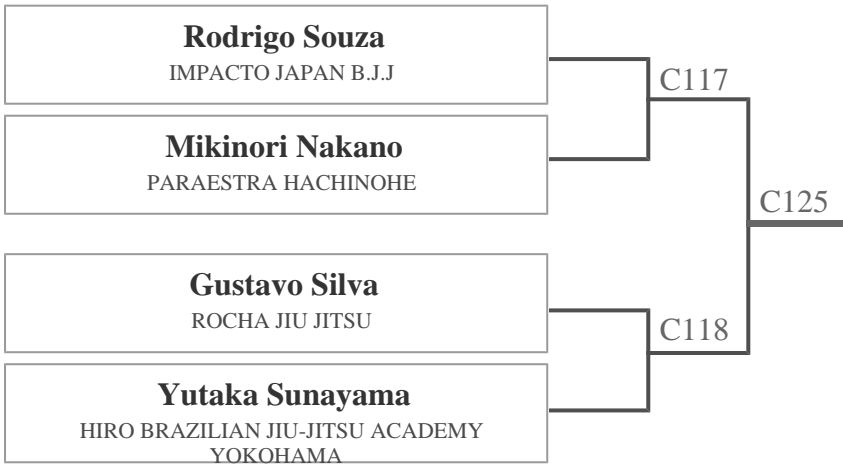 Rodrigo Souza
IMPACTO JAPAN B.J.J
C117
Mikinori Nakano
PARAESTRA HACHINOHE
C125
Gustavo Silva
ROCHA JIU JITSU
C118
Yutaka Sunayama
HIRO BRAZILIAN JIU-JITSU ACADEMY
YOKOHAMA